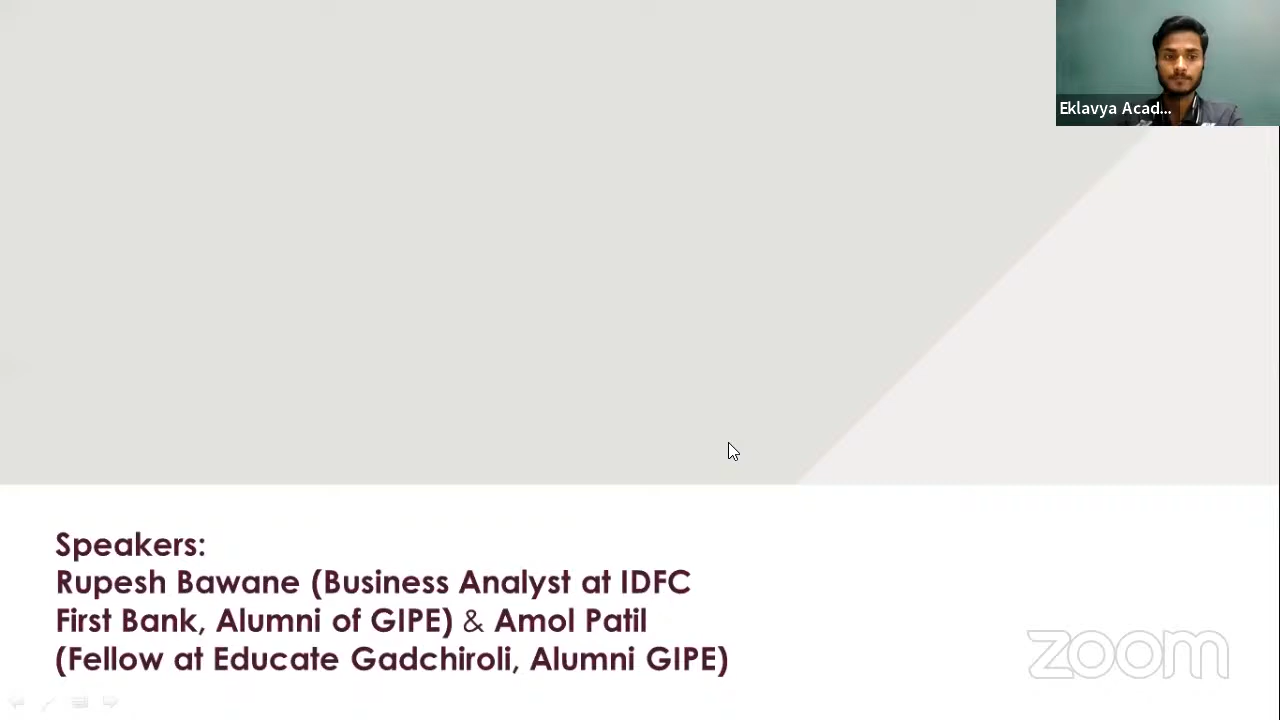 Eklavya Acad...
Speakers:
Rupesh Bawane (Business Analyst at IDFC
First Bank, Alumni of GIPE) & Amol Patil
(Fellow at Educate Gadchiroli, Alumni GIPE)
zoom